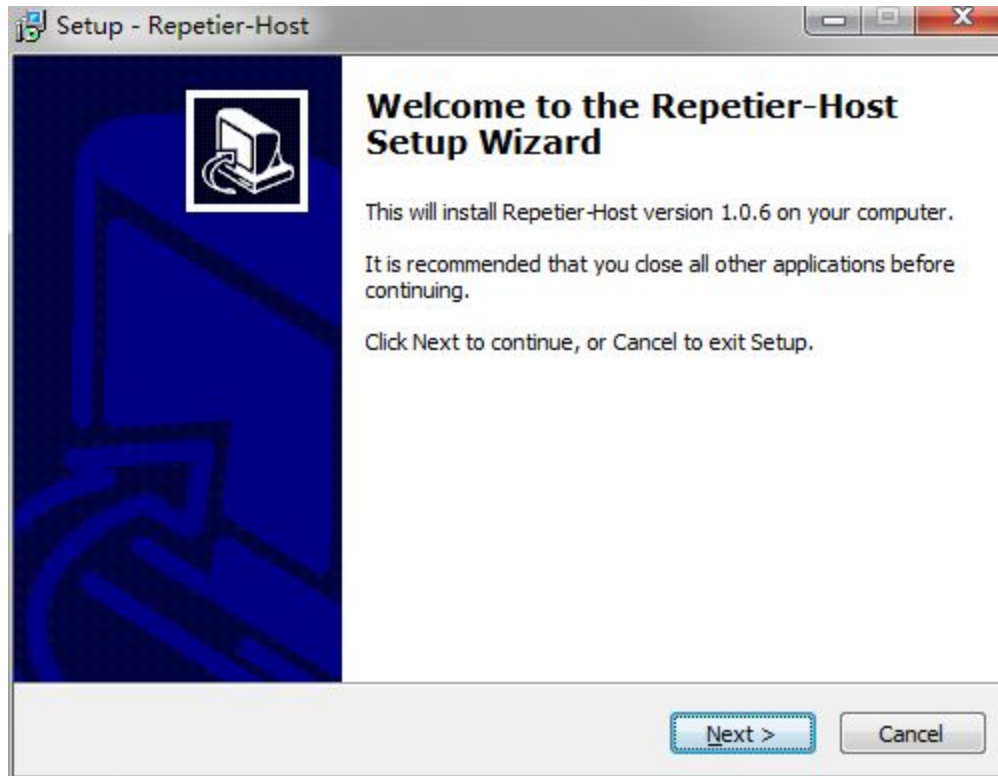 Setup - Repetier-Host
Welcome to the Repetier-Host
Setup Wizard
This will install Repetier-Host version 1.0.6 on your computer.
It is recommended that you close all other applications before
continuing.
Click Next to continue, or Cancel to exit Setup.
Next >
Cancel